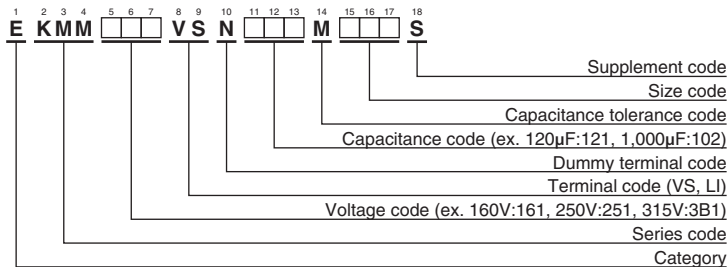 1 2 3 4 5 6 7 8 9 10 11 12 13 14 15 16 17 18
E KMM VS N M S
Supplement code
Size code
Capacitance tolerance code
Capacitance code (ex. 120µF:121, 1,000µF:102)
Dummy terminal code
Terminal code (VS, LI)
Voltage code (ex. 160V:161, 250V:251, 315V:3B1)
Series code
Category